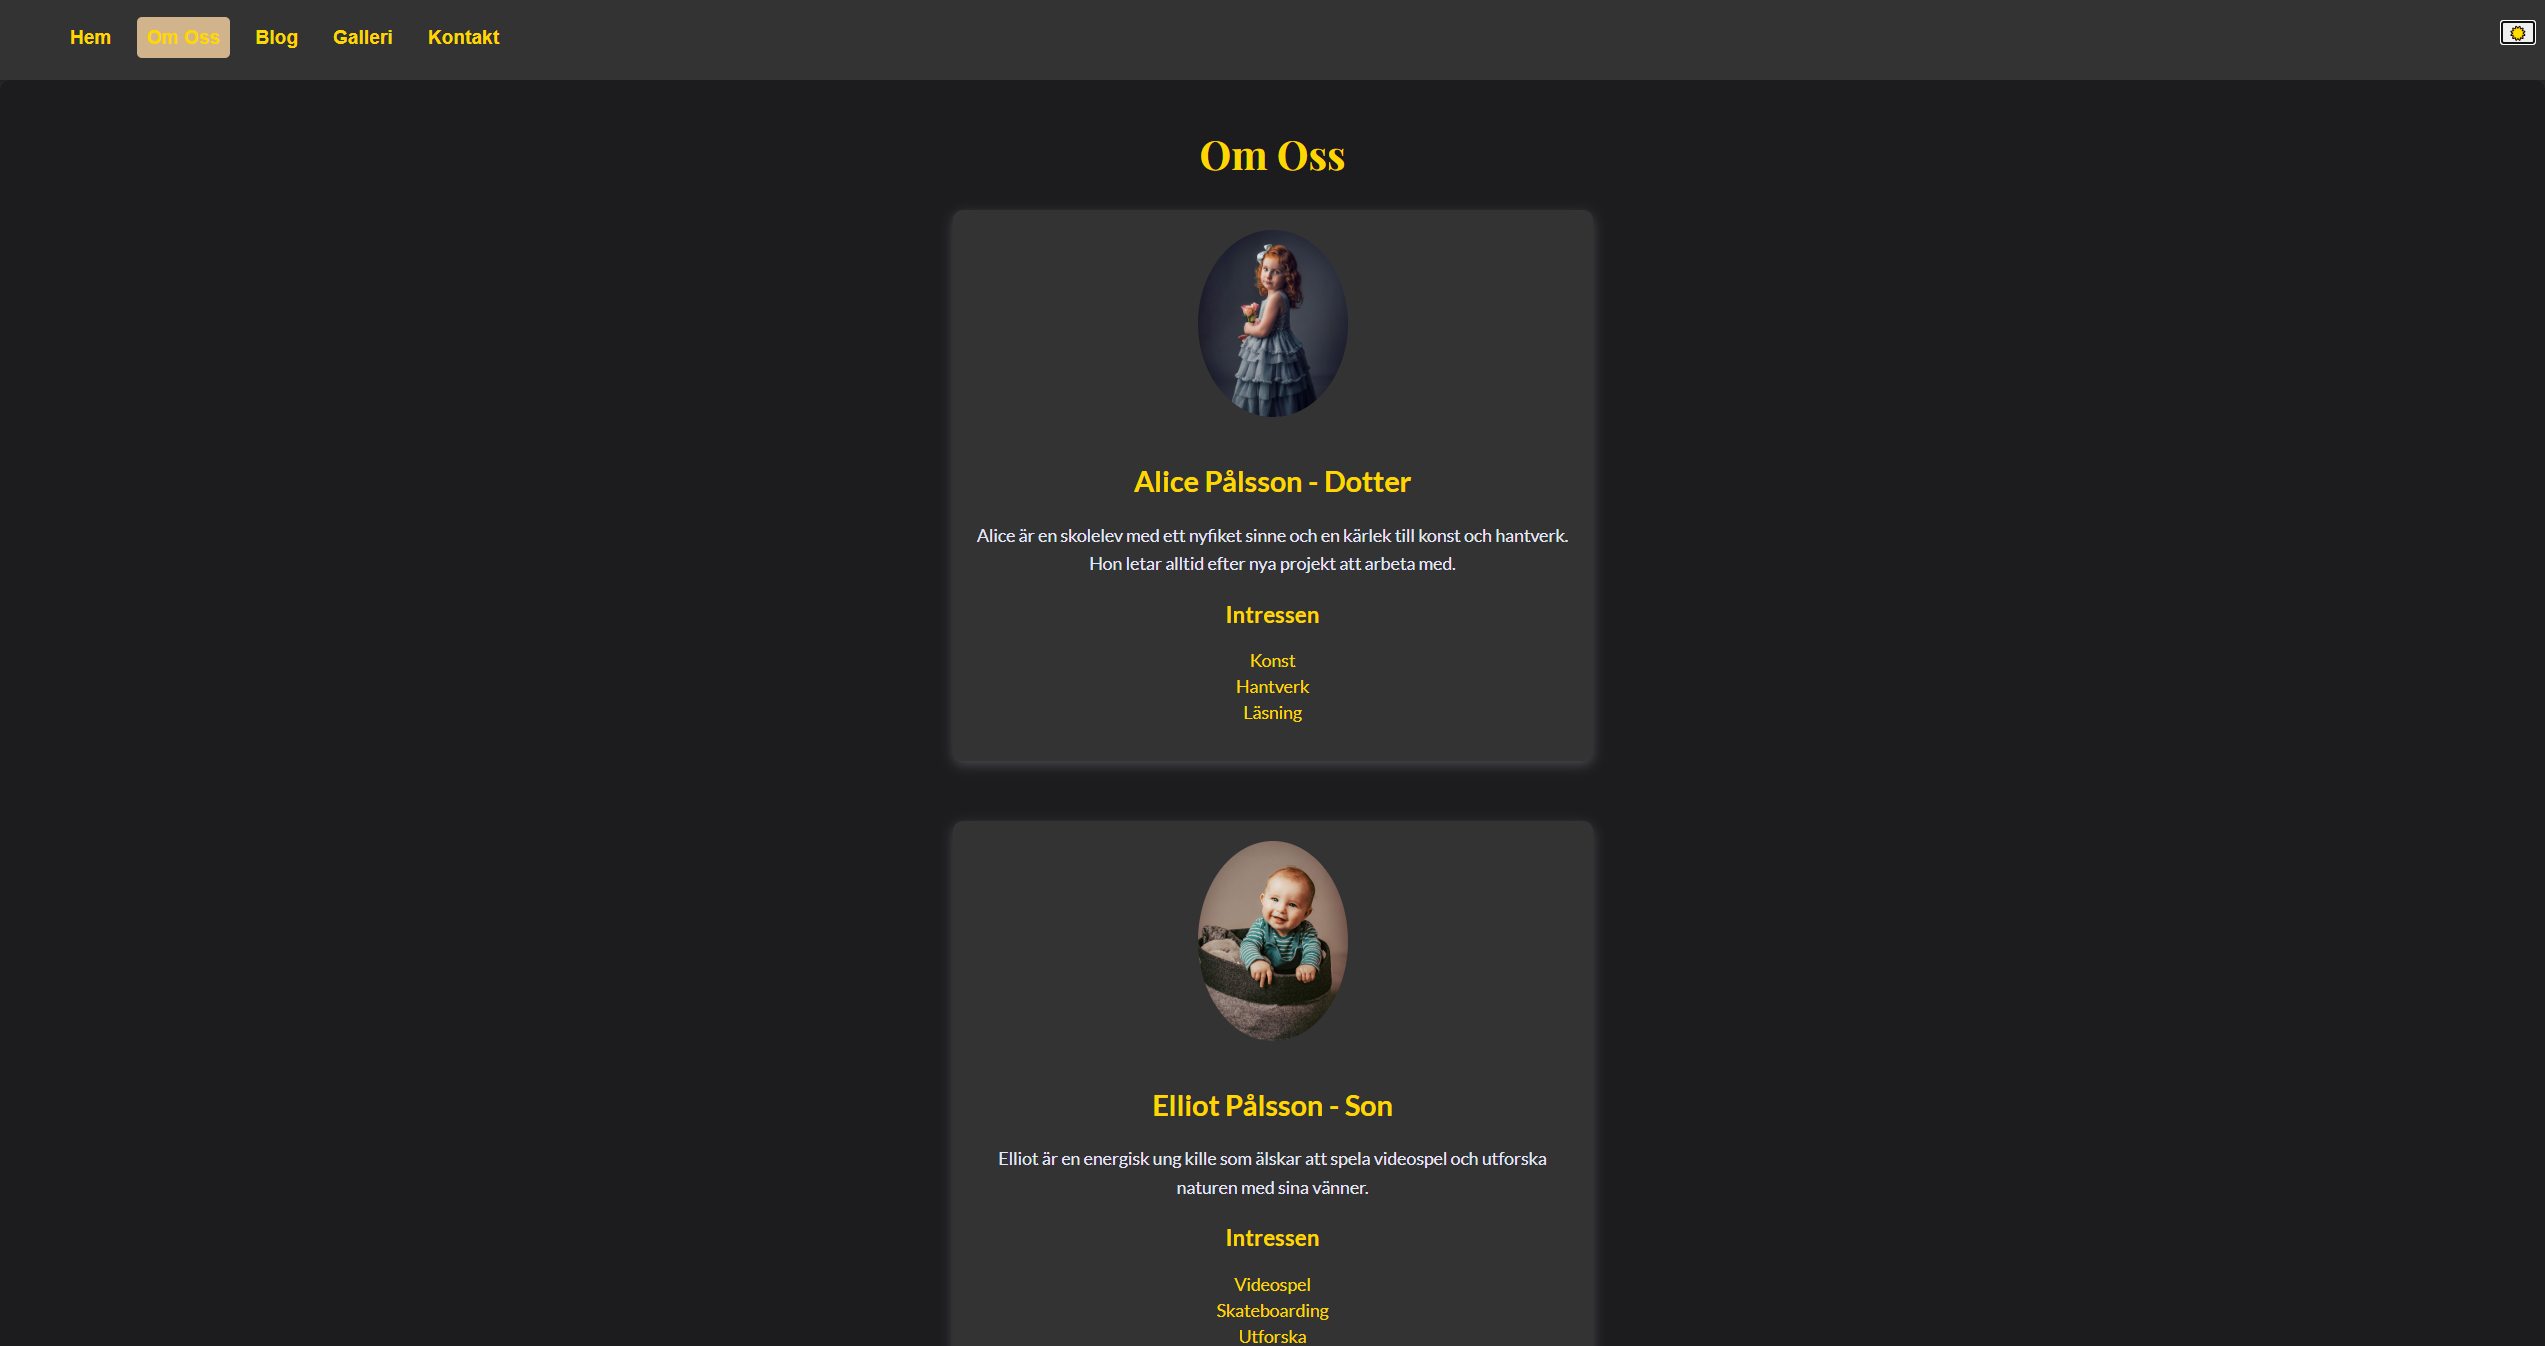 Hem Om Oss Blog Galleri Kontakt
Om Oss
Alice Pålsson - Dotter
Alice är en skolelev med ett nyfiket sinne och en kärlek till konst och hantverk.
Hon letar alltid efter nya projekt att arbeta med.
Intressen
Konst
Hantverk
Läsning
Elliot Pålsson - Son
Elliot är en energisk ung kille som älskar att spela videospel och utforska
naturen med sina vänner.
Intressen
Videospel
Skateboarding
Utforska